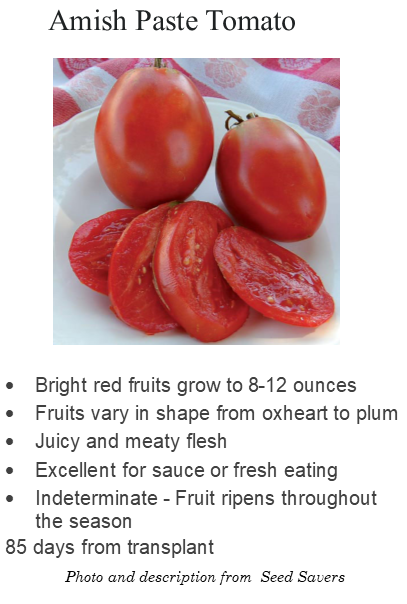 Amish Paste Tomato
• Bright red fruits grow to 8-12 ounces
• Fruits vary in shape from oxheart to plum
• Juicy and meaty flesh
• Excellent for sauce or fresh eating
• Indeterminate - Fruit ripens throughout
the season
85 days from transplant
Photo and description from Seed Savers